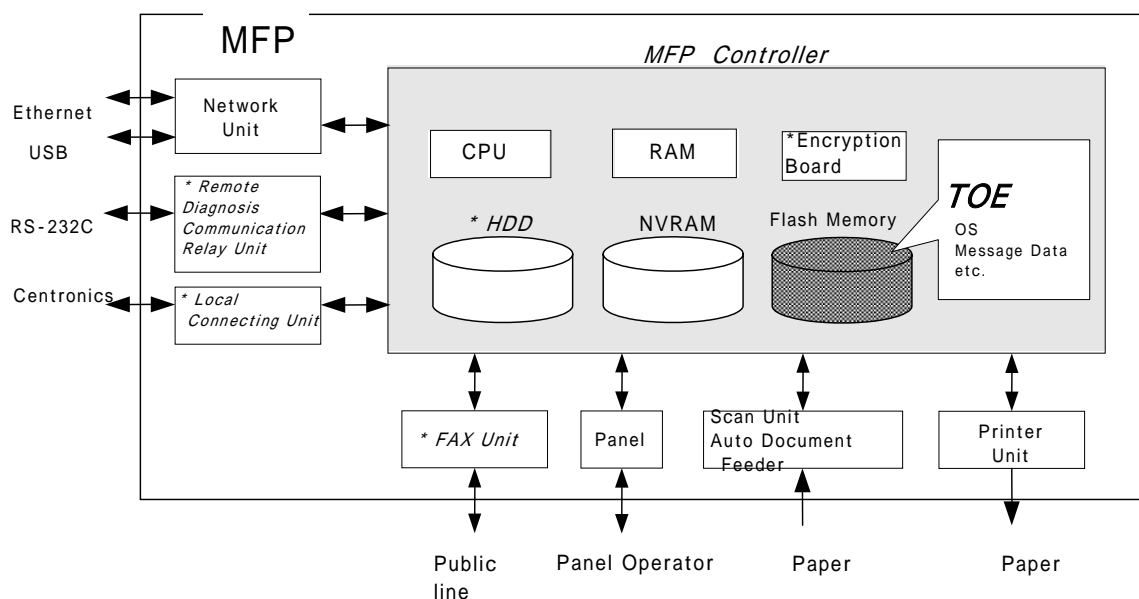 MFP
MFP Controller
Ethernet
USB
Network
Unit
RS-232C
* Remote
Diagnosis
Communication
Relay Unit
Centronics
* Local
Connecting Unit
CPU
RAM
*Encryption
Board
* HDD
NVRAM
Flash Memory
TOE
OS
Message Data
etc.
* FAX Unit
Panel
Scan Unit
Auto Document
Feeder
Printer
Unit
Public
line
Panel Operator
Paper
Paper